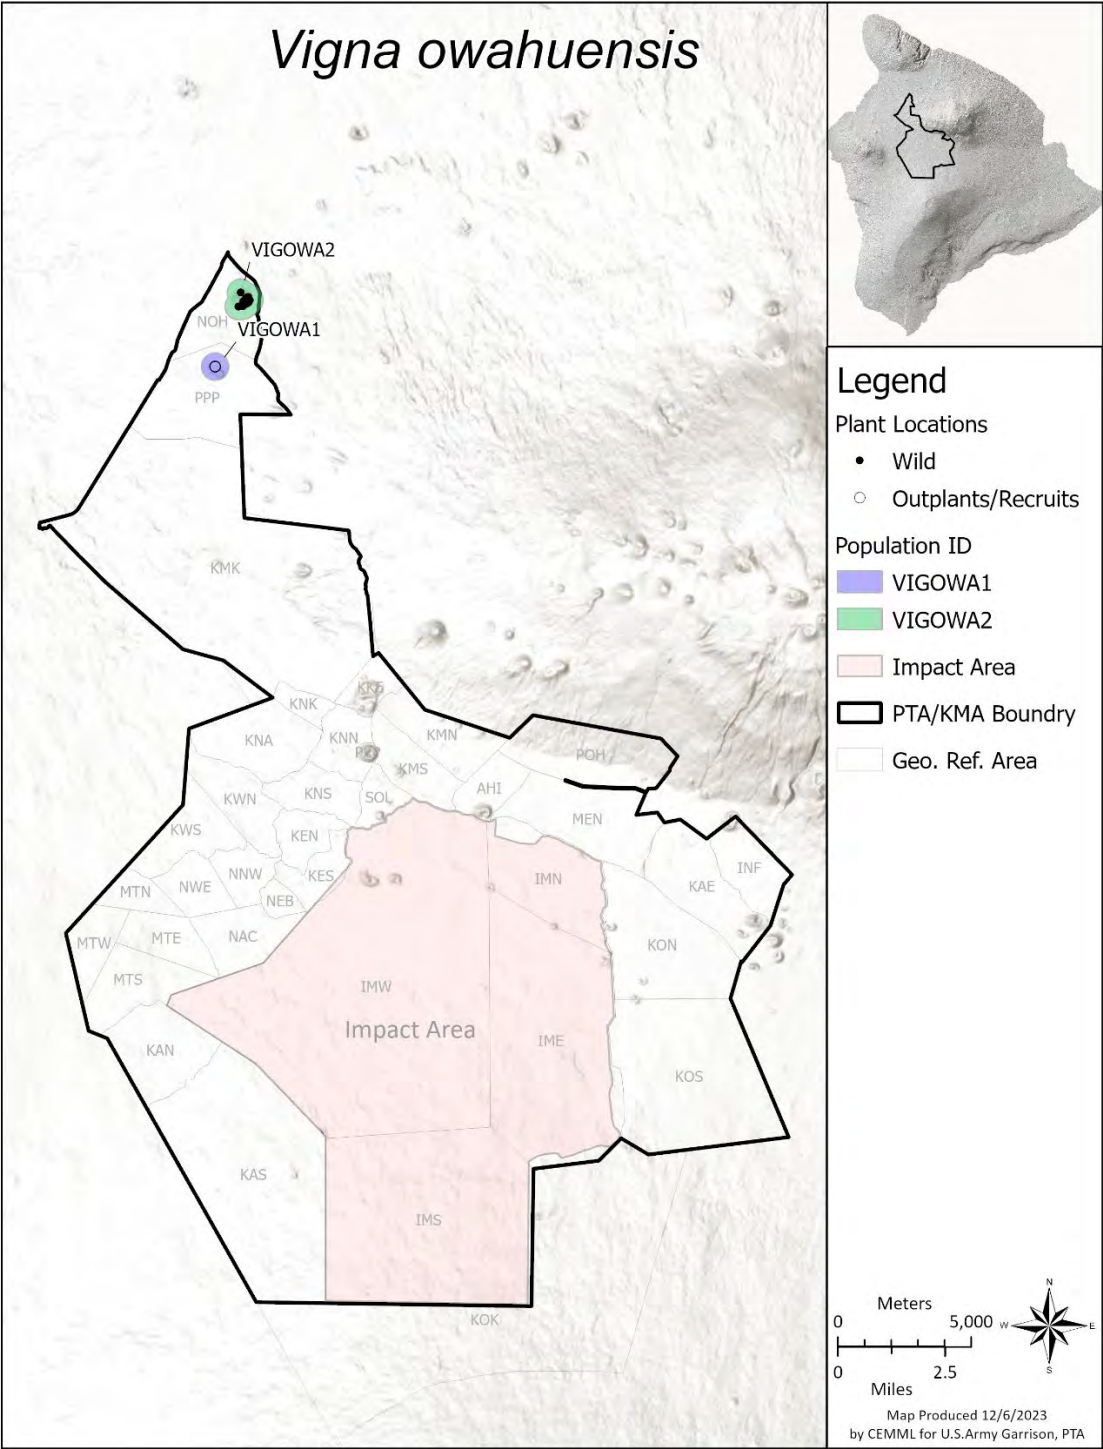 Vigna owahuensis
VIGOWA2
NOH
VIGOWA1
PPP
KMK
KNK
KNA
KNN
KMN
POH
KMS
AHI
KWN
KNS
SOL
MEN
KWS
KEN
INF
MTN
NWE
NNW
KES
IMN
KAE
NEB
MTW
MTE
NAC
KON
MTS
IMW
Impact Area
KAN
IME
KOS
KAS
IMS
KOK
Legend
Plant Locations
Wild
Outplants/Recruits
Population ID
VIGOWA1
VIGOWA2
Impact Area
PTA/KMA Boundry
Geo. Ref. Area
Meters
0 5,000
0 2.5
Miles
N
W E
S
Map Produced 12/6/2023
by CEMML for U.S.Army Garrison, PTA